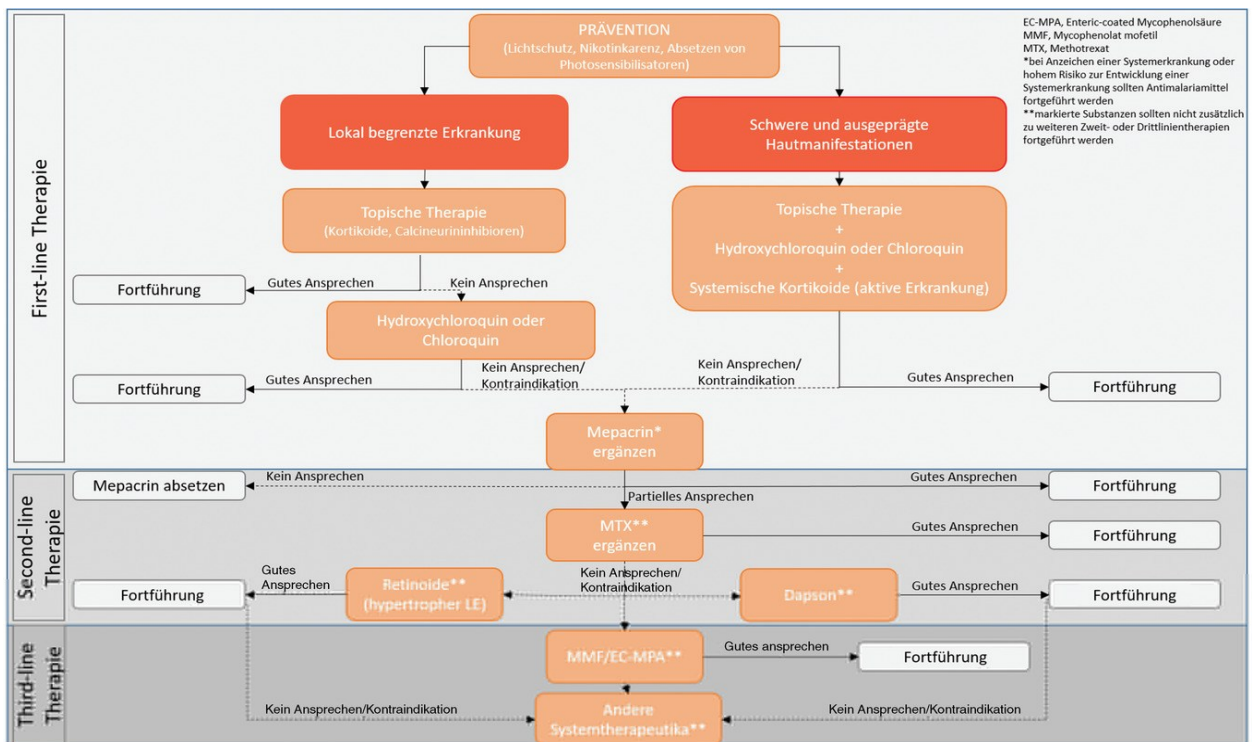 PRÄVENTION
(Lichtschutz, Nikotinkarenz, Absetzen von
Photosensibilisatoren)
EC-MPA, Enteric-coated Mycophenolsäure
MMF, Mycophenolat mofetil
MTX, Methotrexat
*bei Anzeichen einer Systemerkrankung oder
hohem Risiko zur Entwicklung einer
Systemerkrankung sollten Antimalariamittel
fortgeführt werden
**markierte Substanzen sollten nicht zusätzlich
zu weiteren Zweit- oder Drittlinientherapien
fortgeführt werden
First-line Therapie
Lokal begrenzte Erkrankung
Schwere und ausgeprägte
Hautmanifestationen
Topische Therapie
(Kortikoide, Calcineurininhibioren)
Topische Therapie
+
Hydroxychloroquin oder Chloroquin
+
Systemische Kortikoide (aktive Erkrankung)
Fortführung
Gutes Ansprechen
Kein Ansprechen
Hydroxychloroquin oder
Chloroquin
Fortführung
Gutes Ansprechen
Kein Ansprechen/
Kontraindikation
Kein Ansprechen/
Kontraindikation
Gutes Ansprechen
Fortführung
Mepacrin*
ergänzen
Second-line
Therapie
Mepacrin absetzen
Kein Ansprechen
Partielles Ansprechen
Gutes Ansprechen
Fortführung
MTX**
ergänzen
Gutes Ansprechen
Fortführung
Fortführung
Gutes
Ansprechen
Retinoide**
(hypertropher LE)
Kein Ansprechen/
Kontraindikation
Dapson**
Gutes Ansprechen
Fortführung
Third-line
Therapie
MMF/EC-MPA**
Gutes ansprechen
Fortführung
Kein Ansprechen/Kontraindikation
Andere
Systemtherapeutika**
Kein Ansprechen/Kontraindikation